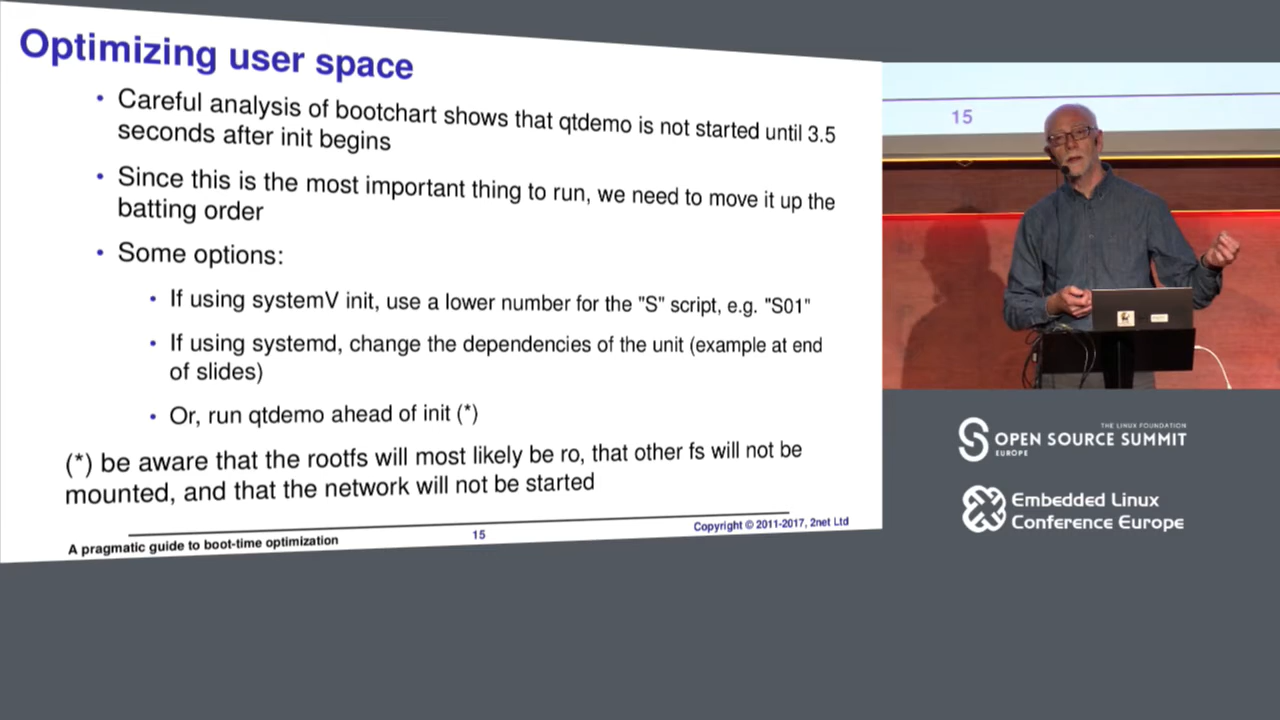 Optimizing user space
• Careful analysis of bootchart shows that qtdemo is not started until 3.5
seconds after init begins
• Since this is the most important thing to run, we need to move it up the
batting order
• Some options:
• If using systemV init, use a lower number for the "S" script, e.g. "S01"
• If using systemd, change the dependencies of the unit (example at end
of slides)
• Or, run qtdemo ahead of init (*)
(*) be aware that the rootfs will most likely be ro, that other fs will not be
mounted, and that the network will not be started
A pragmatic guide to boot-time optimization
15
Copyright © 2011-2017, 2net Ltd
15
THE LINUX FOUNDATION
OPEN SOURCE SUMMIT
EUROPE
Embedded Linux
Conference Europe